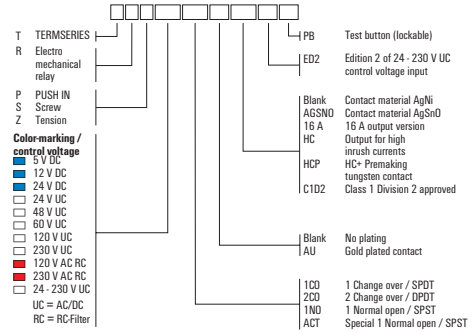 T TERMSERIES
R Electro
mechanical
relay
P PUSH IN
S Screw
Z Tension
Color-marking /
control voltage
5 V DC
12 V DC
24 V DC
24 V UC
48 V UC
60 V UC
120 V UC
230 V UC
120 V AC RC
230 V AC RC
24 - 230 V UC
UC = AC/DC
RC = RC-Filter
PB Test button (lockable)
ED2 Edition 2 of 24 - 230 V UC
control voltage input
Blank Contact material AgNi
AGSNO Contact material AgSnO
16 A 16 A output version
HC Output for high
inrush currents
HCP HC+ Premaking
tungsten contact
C1D2 Class 1 Division 2 approved
Blank No plating
AU Gold plated contact
1CO 1 Change over / SPDT
2CO 2 Change over / DPDT
1NO 1 Normal open / SPST
ACT Special 1 Normal open / SPST